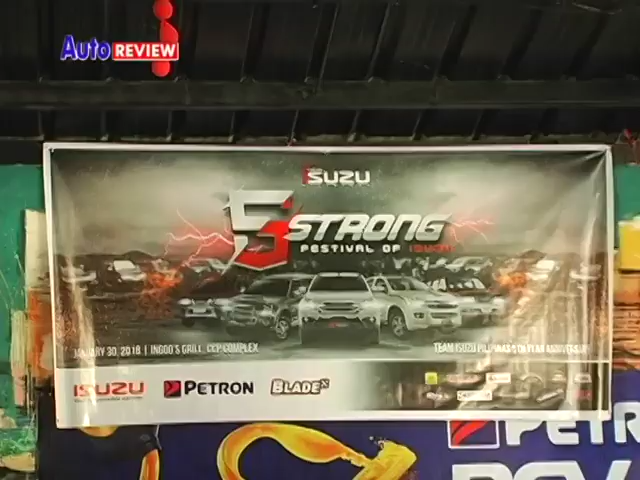 Auto REVIEW
ISUZU
5 STRONG
FESTIVAL OF ISUZU
JANUARY 30, 2016 | INGGO'S GRILL, CCP COMPLEX
TEAM ISUZU PILIPINAS 5TH YEAR ANNIVERSARY
ISUZU
PETRON
BLADE X
PETR